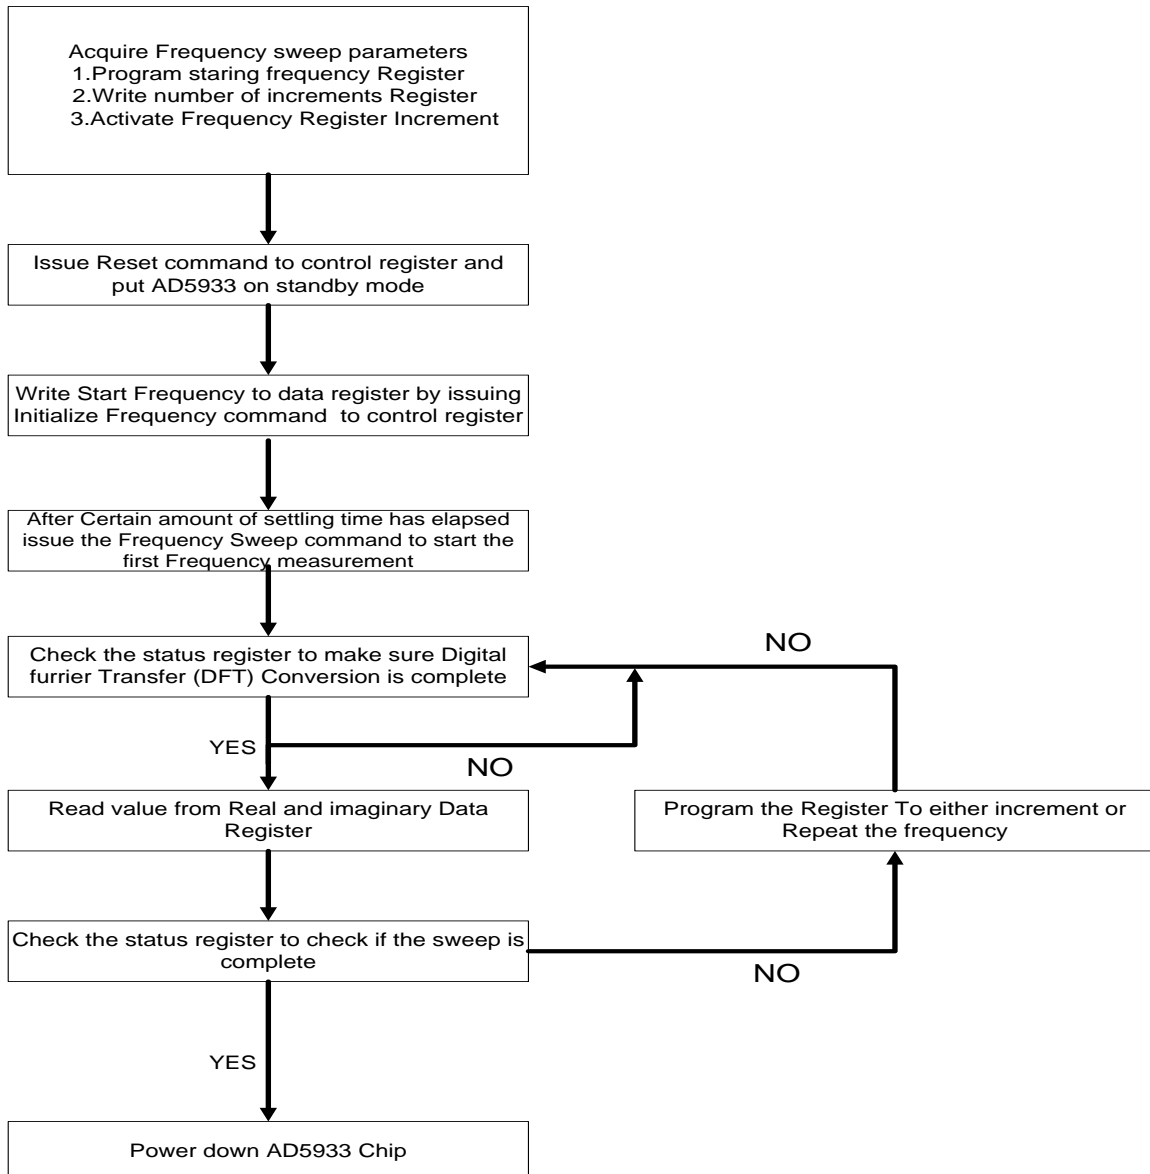 Acquire Frequency sweep parameters
1.Program staring frequency Register
2.Write number of increments Register
3.Activate Frequency Register Increment
Issue Reset command to control register and
put AD5933 on standby mode
Write Start Frequency to data register by issuing
Initialize Frequency command to control register
After Certain amount of settling time has elapsed
issue the Frequency Sweep command to start the
first Frequency measurement
Check the status register to make sure Digital
furrier Transfer (DFT) Conversion is complete
NO
YES
NO
Read value from Real and imaginary Data
Register
Program the Register To either increment or
Repeat the frequency
Check the status register to check if the sweep is
complete
NO
YES
Power down AD5933 Chip